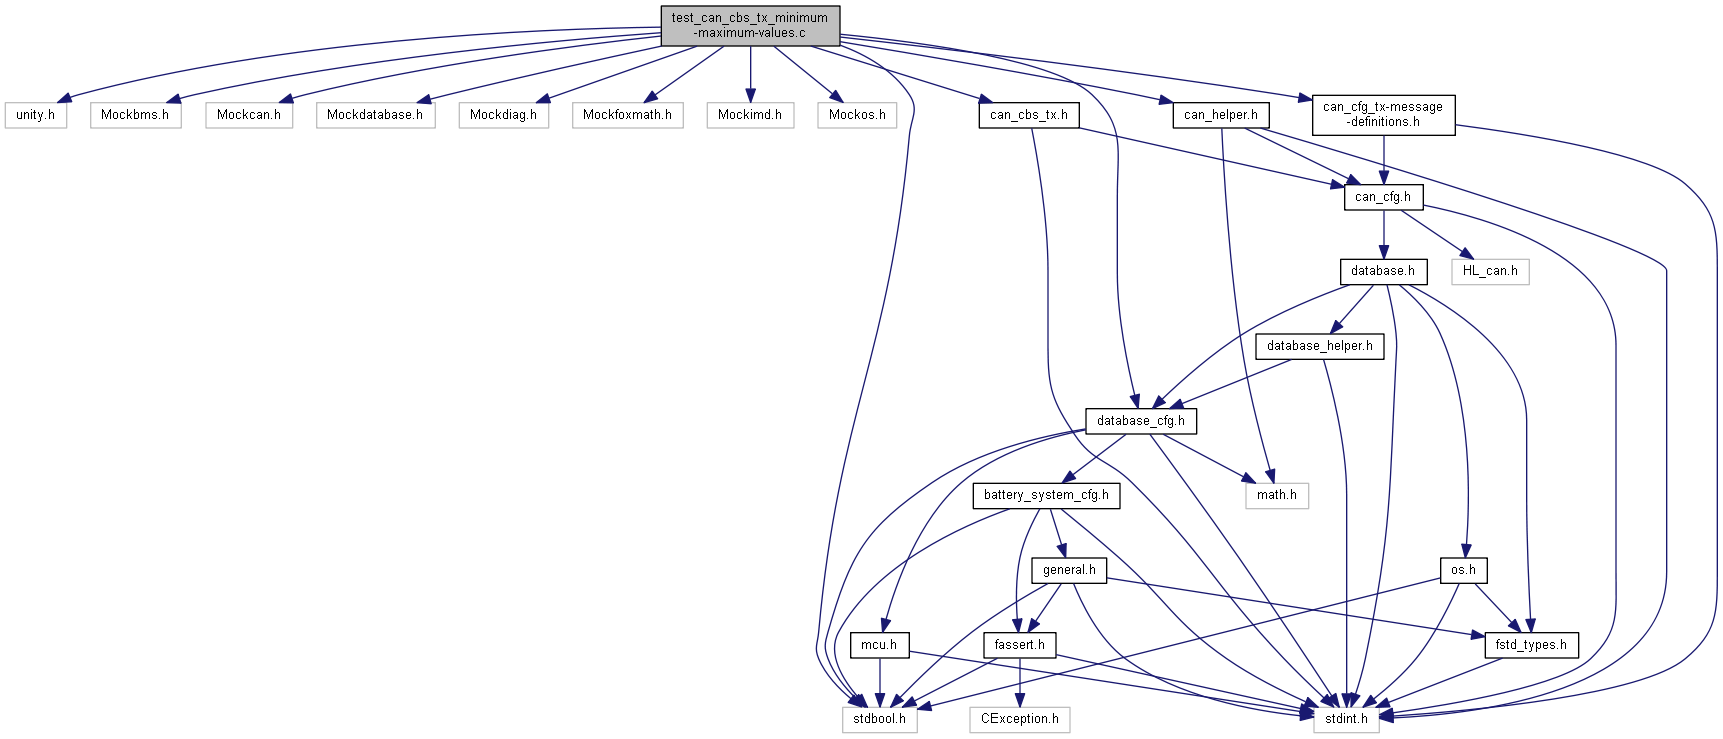 test_can_cbs_tx_minimum
-maximum-values.c
unity.h
Mockbms.h
Mockcan.h
Mockdatabase.h
Mockdiag.h
Mockfoxmath.h
Mockimd.h
Mockos.h
can_cbs_tx.h
can_helper.h
can_cfg_tx-message
-definitions.h
can_cfg.h
database.h
HL_can.h
database_helper.h
database_cfg.h
battery_system_cfg.h
math.h
general.h
os.h
mcu.h
fassert.h
fstd_types.h
stdbool.h
CException.h
stdint.h